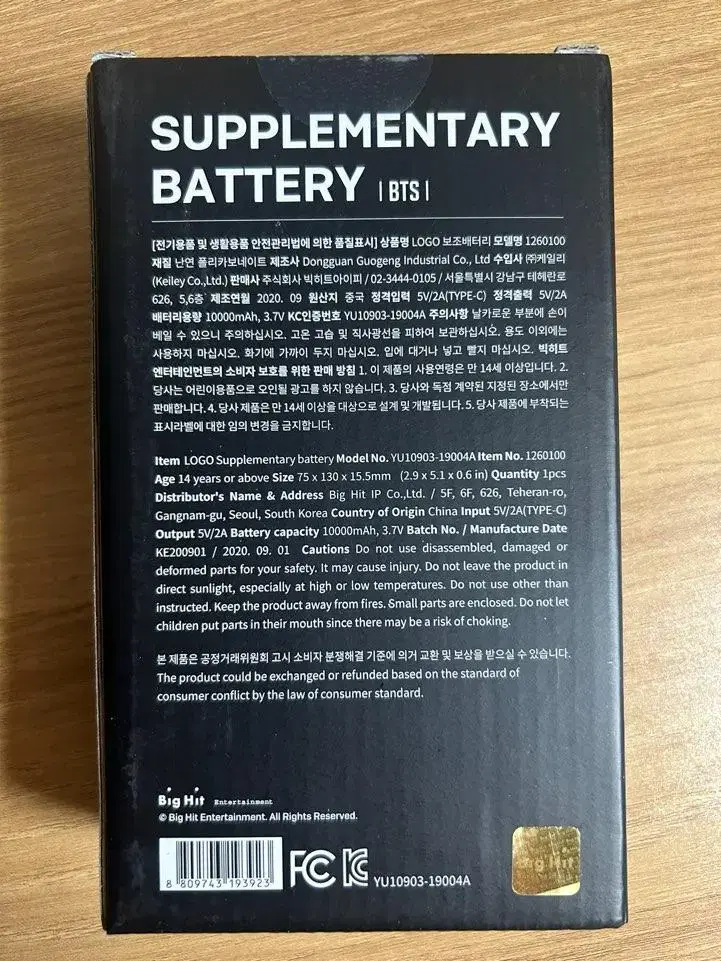 SUPPLEMENTARY
BATTERY | BTS |
[전기용품 및 생활용품 안전관리법에 의한 품질표시] 상품명 LOGO 보조배터리 모델명 1260100
재질 난연 폴리카보네이트 제조사 Dongguan Guogeng Industrial Co., Ltd 수입사 ㈜케일리
(Keiley Co.,Ltd.) 판매사 주식회사 빅히트아이피 / 02-3444-0105 / 서울특별시 강남구 테헤란로
626, 5,6층 제조연월 2020. 09 원산지 중국 정격입력 5V/2A(TYPE-C) 정격출력 5V/2A
배터리용량 10000mAh, 3.7V KC인증번호 YU10903-19004A 주의사항 날카로운 부분에 손이
베일 수 있으니 주의하십시오. 고온 고습 및 직사광선을 피하여 보관하십시오. 용도 이외에는
사용하지 마십시오. 화기에 가까이 두지 마십시오. 입에 대거나 넣고 빨지 마십시오. 빅히트
엔터테인먼트의 소비자 보호를 위한 판매 방침 1. 이 제품의 사용연령은 만 14세 이상입니다. 2.
당사는 어린이용품으로 오인될 광고를 하지 않습니다. 3. 당사와 독점 계약된 지정된 장소에서만
판매합니다. 4. 당사 제품은 만 14세 이상을 대상으로 설계 및 개발됩니다. 5. 당사 제품에 부착되는
표시라벨에 대한 임의 변경을 금지합니다.
Item LOGO Supplementary battery Model No. YU10903-19004A Item No. 1260100
Age 14 years or above Size 75 x 130 x 15.5mm (2.9 x 5.1 x 0.6 in) Quantity 1pcs
Distributor's Name & Address Big Hit IP Co.,Ltd. / 5F, 6F, 626, Teheran-ro,
Gangnam-gu, Seoul, South Korea Country of Origin China Input 5V/2A(TYPE-C)
Output 5V/2A Battery capacity 10000mAh, 3.7V Batch No. / Manufacture Date
KE200901 / 2020. 09. 01 Cautions Do not use disassembled, damaged or
deformed parts for your safety. It may cause injury. Do not leave the product in
direct sunlight, especially at high or low temperatures. Do not use other than
instructed. Keep the product away from fires. Small parts are enclosed. Do not let
children put parts in their mouth since there may be a risk of choking.
본 제품은 공정거래위원회 고시 소비자 분쟁해결 기준에 의거 교환 및 보상을 받으실 수 있습니다.
The product could be exchanged or refunded based on the standard of
consumer conflict by the law of consumer standard.
Big Hit Entertainment
© Big Hit Entertainment. All Rights Reserved.
8 809743 193923
FC KC YU10903-19004A
Big Hit